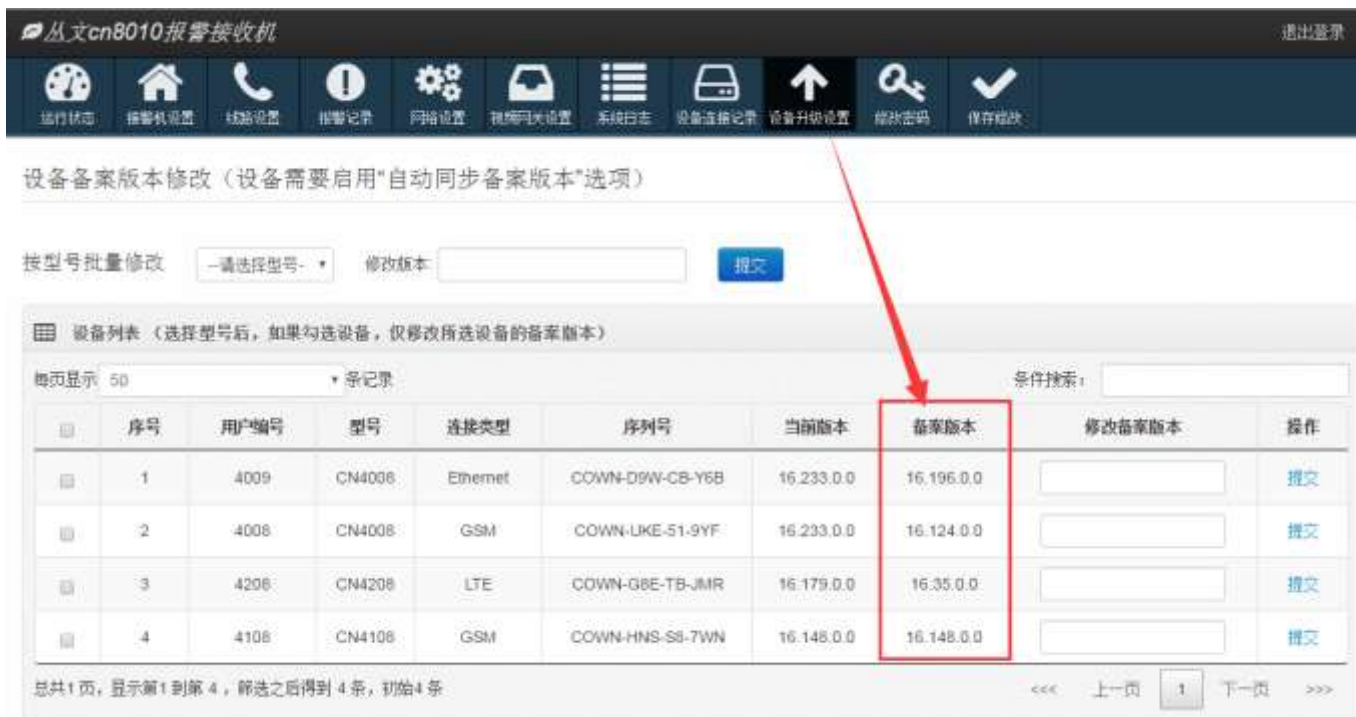 丛文cn8010报警接收机 退出登录
运行状态 接警机设置 线路设置 报警记录 网络设置 视频网关设置 系统日志 设备连接记录 设备升级设置 修改密码 保存修改
设备备案版本修改（设备需要启用“自动同步备案版本”选项）
按型号批量修改 --请选择型号- 修改版本 提交
设备列表 （选择型号后，如果勾选设备，仅修改所选设备的备案版本）
每页显示 50 条记录 条件搜索：
序号 用户编号 型号 连接类型 序列号 当前版本 备案版本 修改备案版本 操作
1 4009 CN4008 Ethernet COWN-D9W-CB-Y6B 16.233.0.0 16.196.0.0 提交
2 4008 CN4008 GSM COWN-UKE-51-9YF 16.233.0.0 16.124.0.0 提交
3 4208 CN4208 LTE COWN-G8E-TB-JMR 16.179.0.0 16.35.0.0 提交
4 4108 CN4108 GSM COWN-HNS-S8-7WN 16.148.0.0 16.148.0.0 提交
总共1页，显示第1到第 4 ，筛选之后得到 4 条，初始4 条 <<< 上一页 1 下一页 >>>